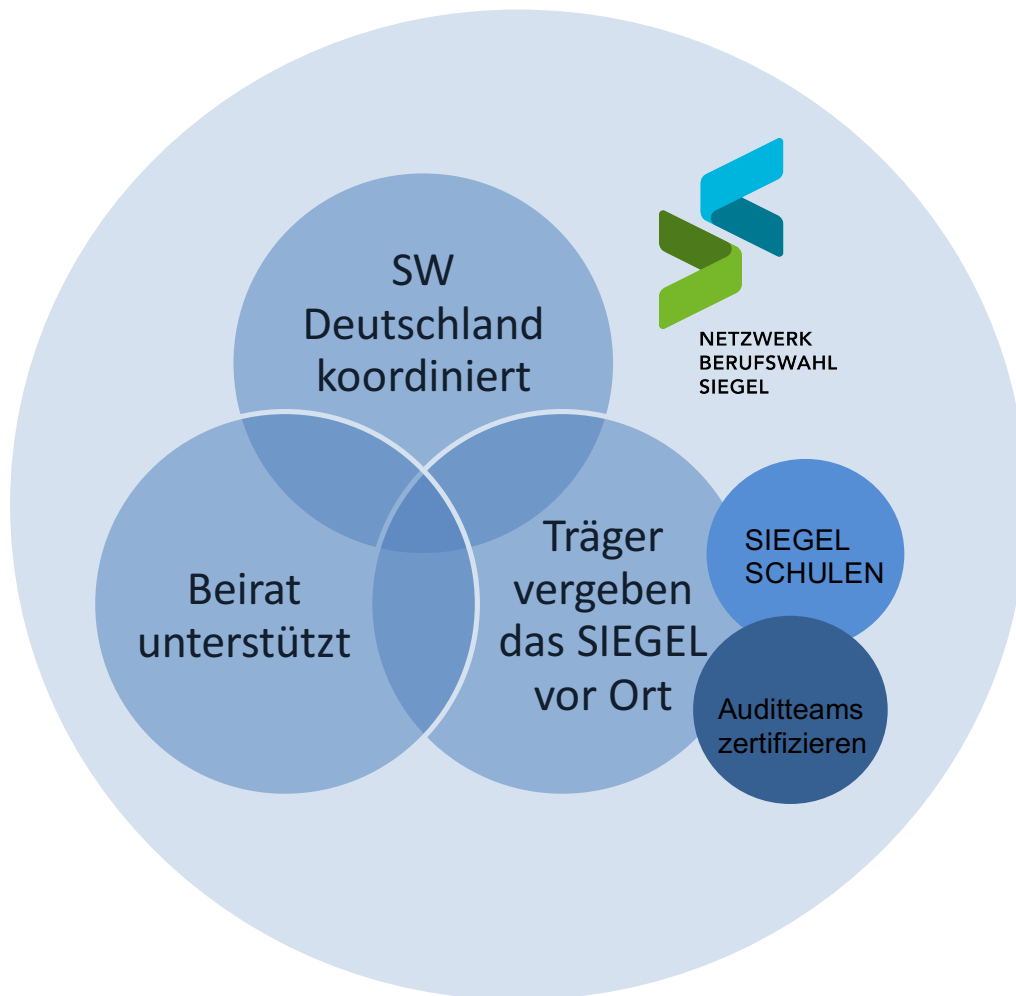 SW
Deutschland
koordiniert
NETZWERK
BERUFSWAHL
SIEGEL
Beirat
unterstützt
Träger
vergeben
das SIEGEL
vor Ort
SIEGEL
SCHULEN
Auditteams
zertifizieren